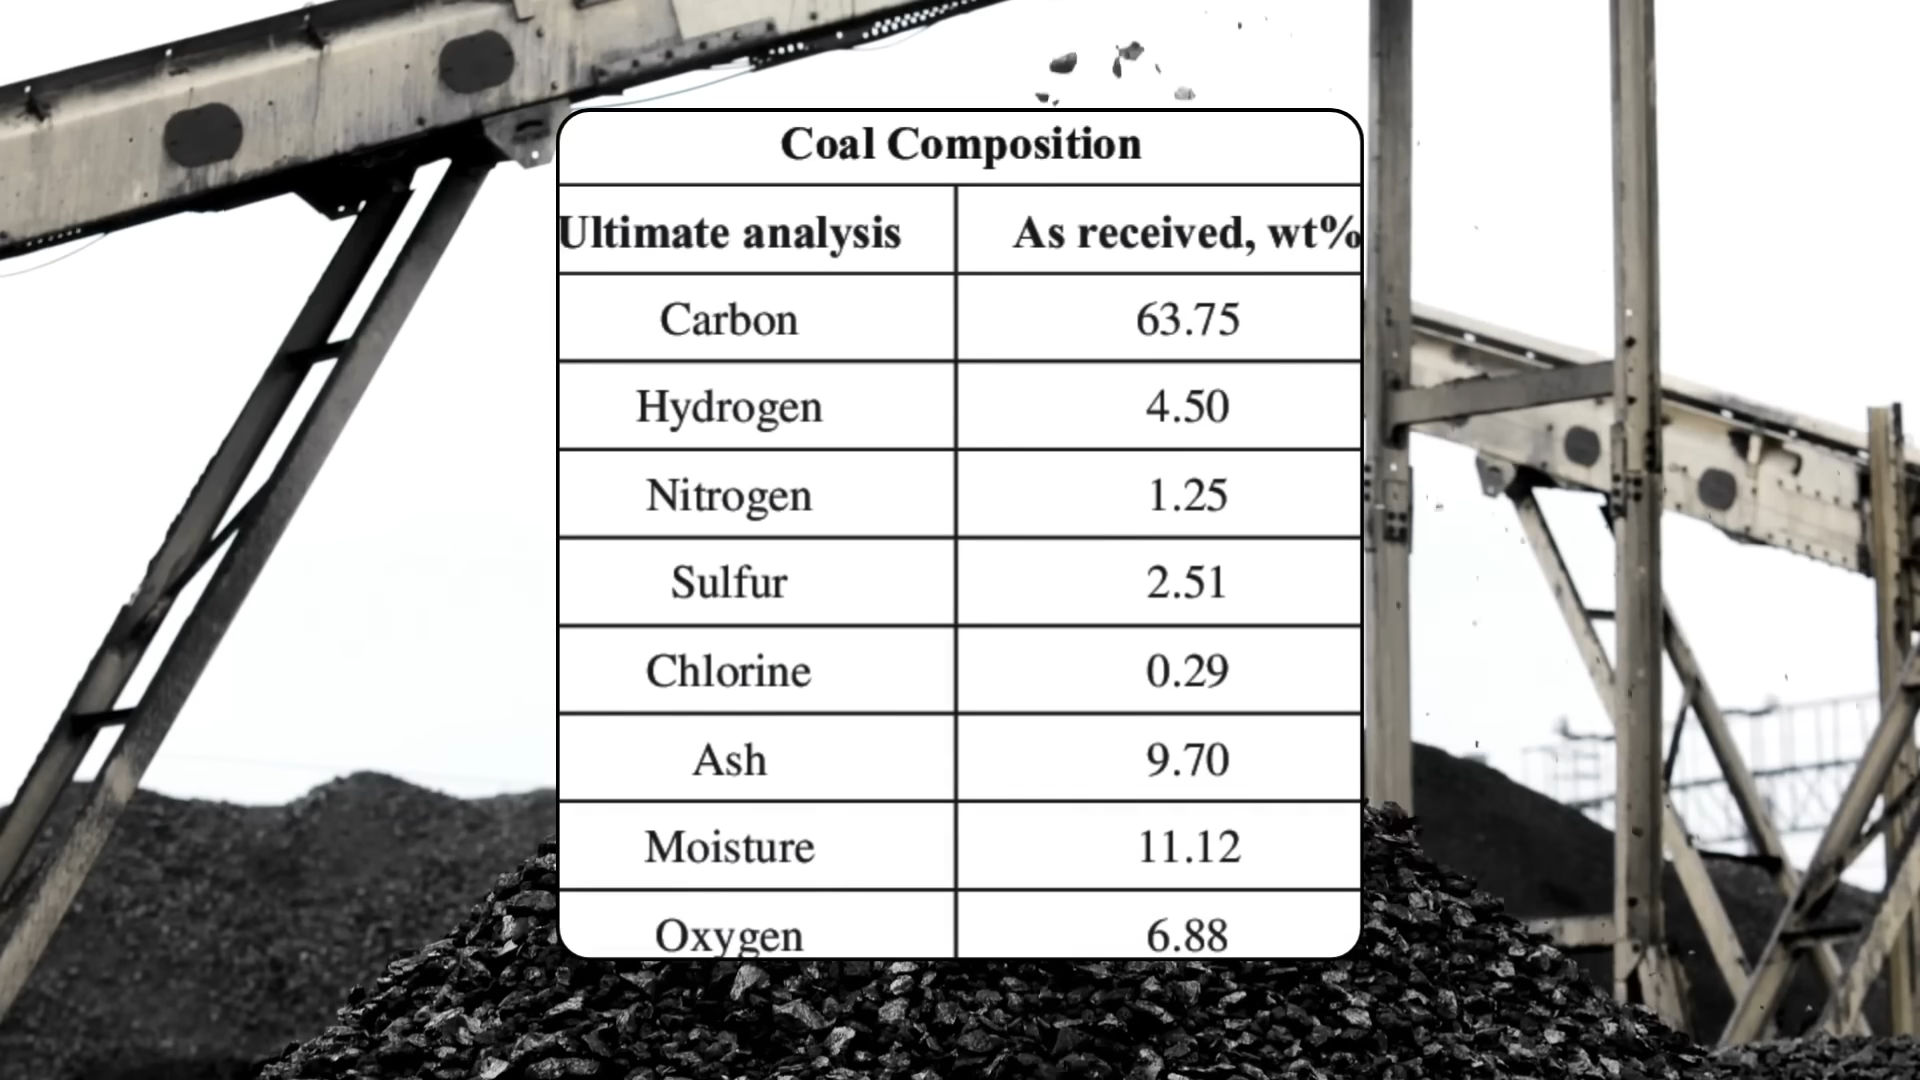 Coal Composition
Ultimate analysis As received, wt%
Carbon 63.75
Hydrogen 4.50
Nitrogen 1.25
Sulfur 2.51
Chlorine 0.29
Ash 9.70
Moisture 11.12
Oxygen 6.88